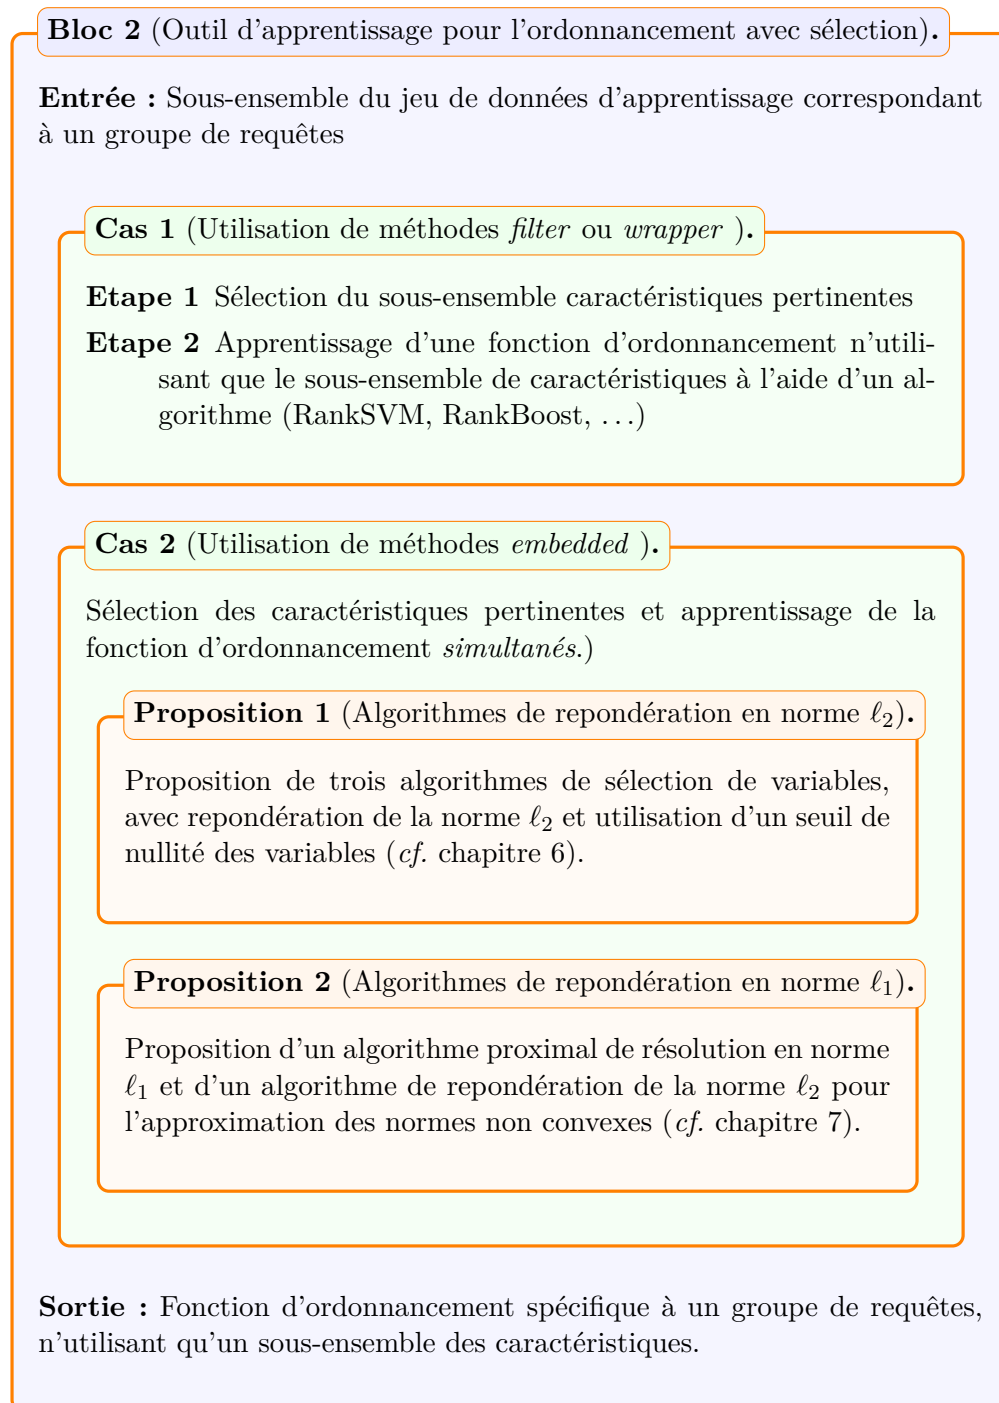 Bloc 2 (Outil d'apprentissage pour l'ordonnancement avec sélection).
Entrée : Sous-ensemble du jeu de données d'apprentissage correspondant
à un groupe de requêtes
Cas 1 (Utilisation de méthodes filter ou wrapper ).
Etape 1 Sélection du sous-ensemble caractéristiques pertinentes
Etape 2 Apprentissage d'une fonction d'ordonnancement n'utili-
sant que le sous-ensemble de caractéristiques à l'aide d'un al-
gorithme (RankSVM, RankBoost, ...)
Cas 2 (Utilisation de méthodes embedded ).
Sélection des caractéristiques pertinentes et apprentissage de la
fonction d'ordonnancement simultanés.)
Proposition 1 (Algorithmes de repondération en norme ℓ₂).
Proposition de trois algorithmes de sélection de variables,
avec repondération de la norme ℓ₂ et utilisation d'un seuil de
nullité des variables (cf. chapitre 6).
Proposition 2 (Algorithmes de repondération en norme ℓ₁).
Proposition d'un algorithme proximal de résolution en norme
ℓ₁ et d'un algorithme de repondération de la norme ℓ₂ pour
l'approximation des normes non convexes (cf. chapitre 7).
Sortie : Fonction d'ordonnancement spécifique à un groupe de requêtes,
n'utilisant qu'un sous-ensemble des caractéristiques.